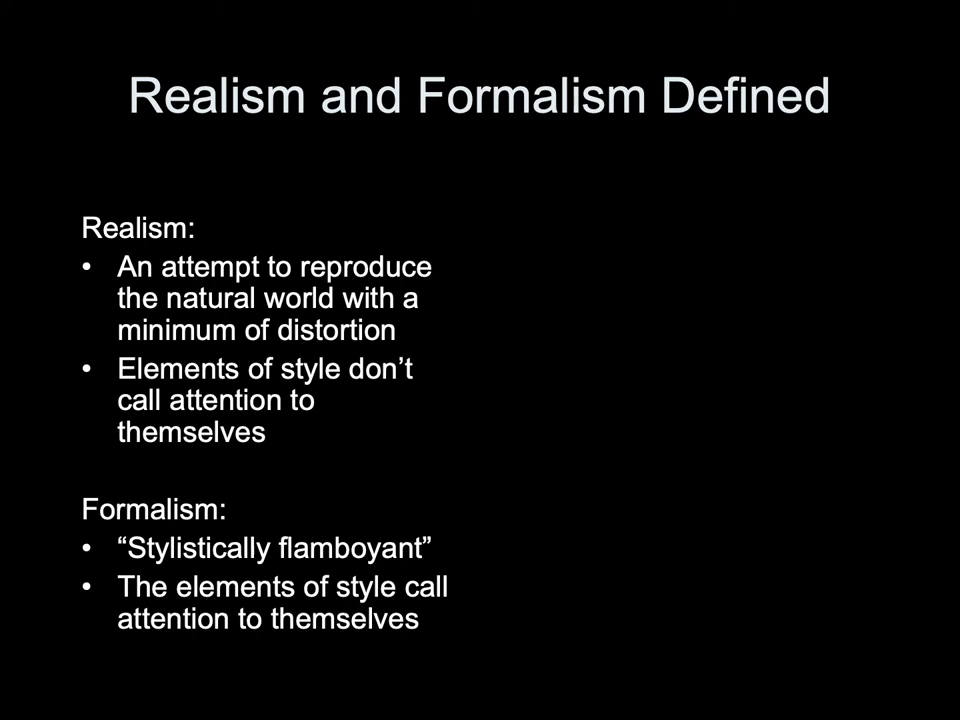 Realism and Formalism Defined
Realism:
• An attempt to reproduce
the natural world with a
minimum of distortion
• Elements of style don’t
call attention to
themselves
Formalism:
• “Stylistically flamboyant”
• The elements of style call
attention to themselves